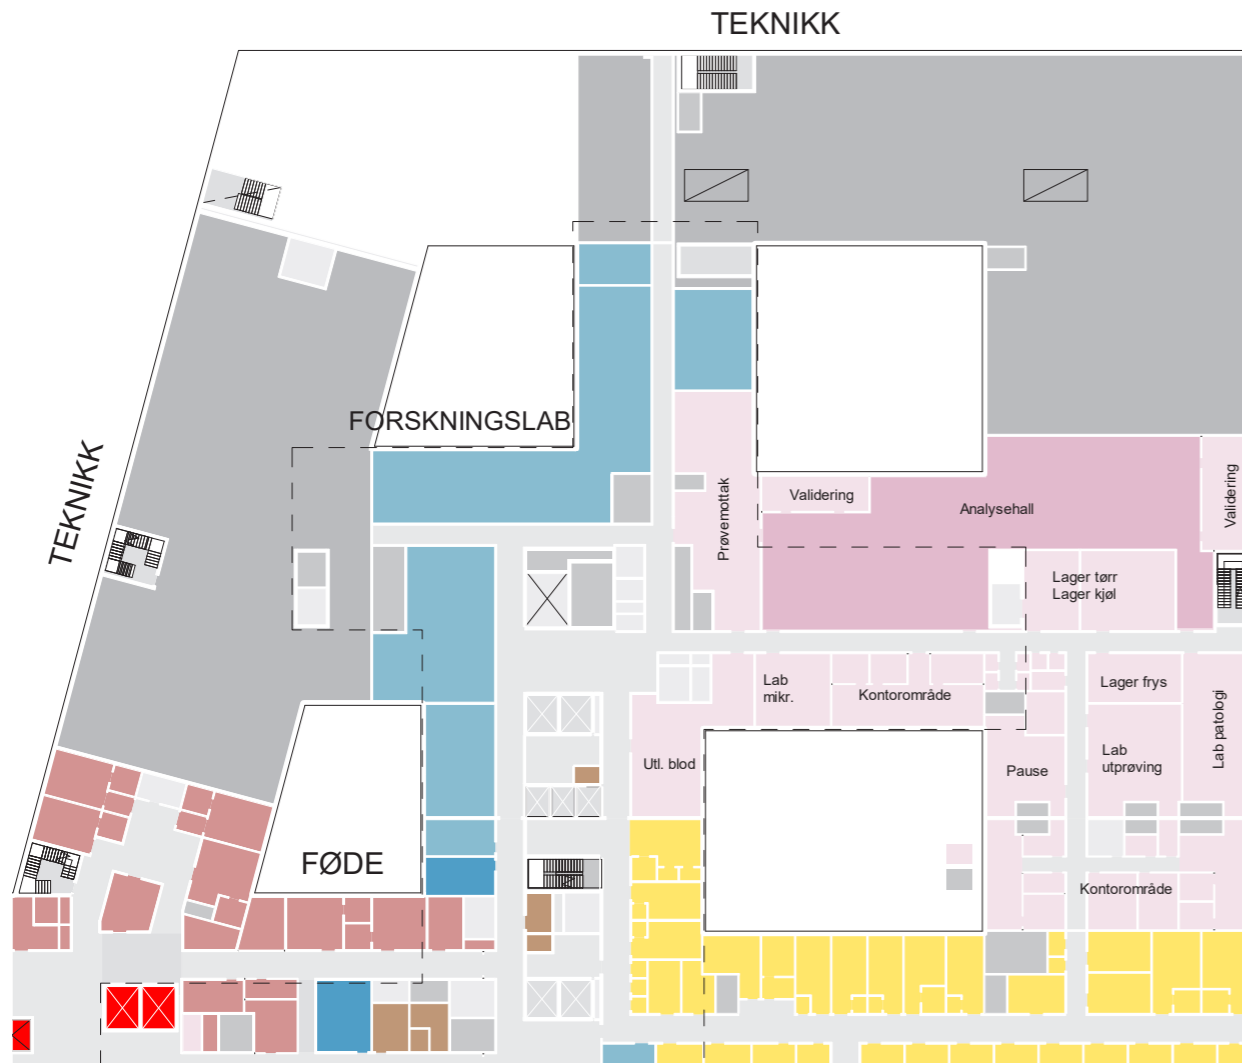 TEKNIKK
FORSKNINGSLAB
TEKNIKK
Prøvemottak
Validering
Analysehall
Validering
Lager tørr
Lager kjøl
Lab
mikr.
Kontorområde
Lager frys
Lab patologi
Utl. blod
Pause
Lab
utprøving
FØDE
Kontorområde